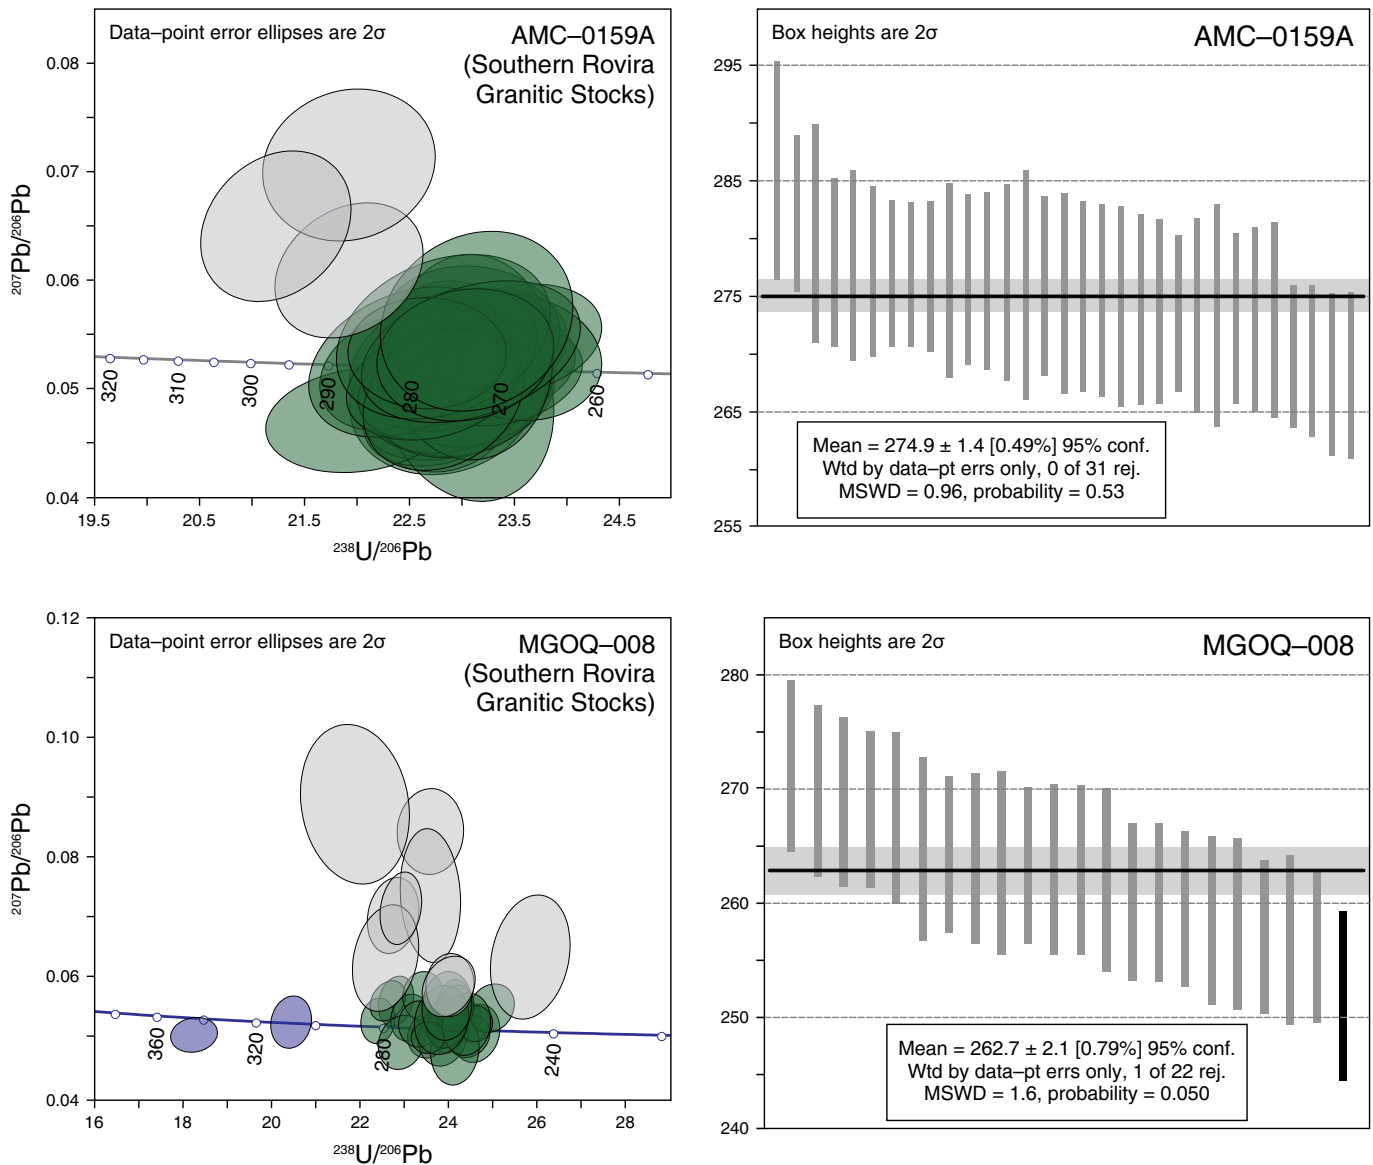 Data–point error ellipses are 2σ
AMC–0159A
(Southern Rovira
Granitic Stocks)
0.08
0.07
0.06
0.05
0.04
207Pb/206Pb
320
310
300
290
280
270
260
19.5
20.5
21.5
22.5
23.5
24.5
238U/206Pb
Box heights are 2σ
AMC–0159A
295
285
275
265
255
Mean = 274.9 ± 1.4 [0.49%] 95% conf.
Wtd by data–pt errs only, 0 of 31 rej.
MSWD = 0.96, probability = 0.53
Data–point error ellipses are 2σ
MGOQ–008
(Southern Rovira
Granitic Stocks)
0.12
0.10
0.08
0.06
0.04
207Pb/206Pb
360
320
280
240
16
18
20
22
24
26
28
238U/206Pb
Box heights are 2σ
MGOQ–008
280
270
260
250
240
Mean = 262.7 ± 2.1 [0.79%] 95% conf.
Wtd by data–pt errs only, 1 of 22 rej.
MSWD = 1.6, probability = 0.050